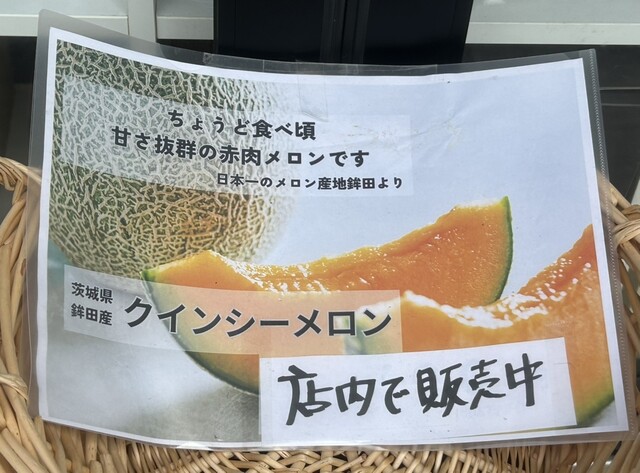 ちょうど食べ頃
甘さ抜群の赤肉メロンです
日本一のメロン産地鉾田より
茨城県
鉾田産
クインシーメロン
店内で販売中